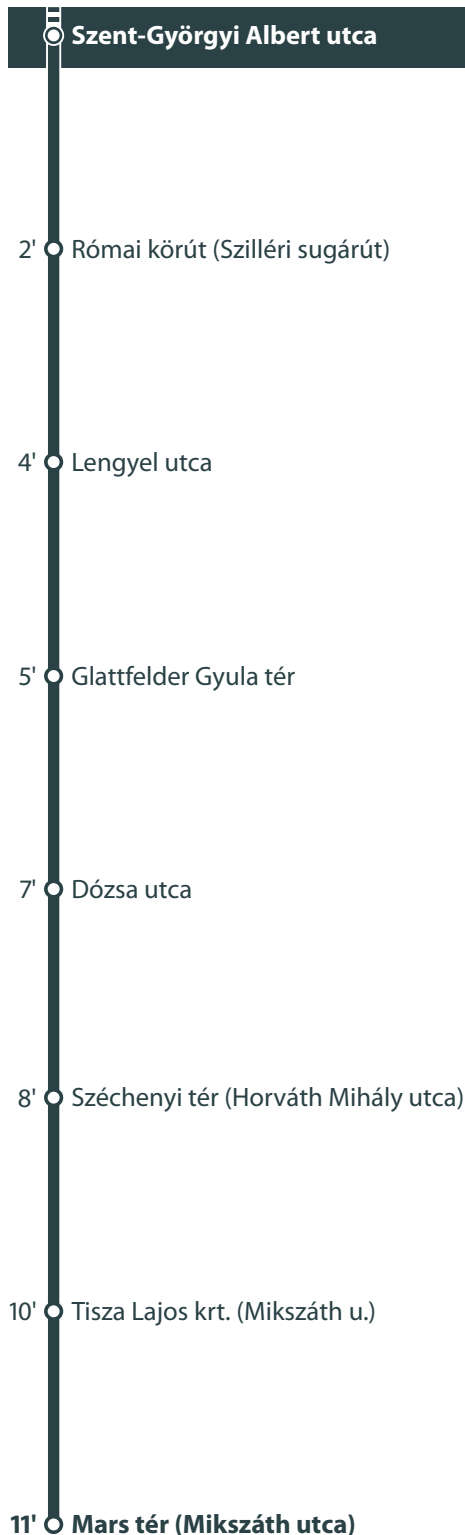 Szent-Györgyi Albert utca
2' Római körút (Szilléri sugárút)
4' Lengyel utca
5' Glattfelder Gyula tér
7' Dózsa utca
8' Széchenyi tér (Horváth Mihály utca)
10' Tisza Lajos krt. (Mikszáth u.)
11' Mars tér (Mikszáth utca)